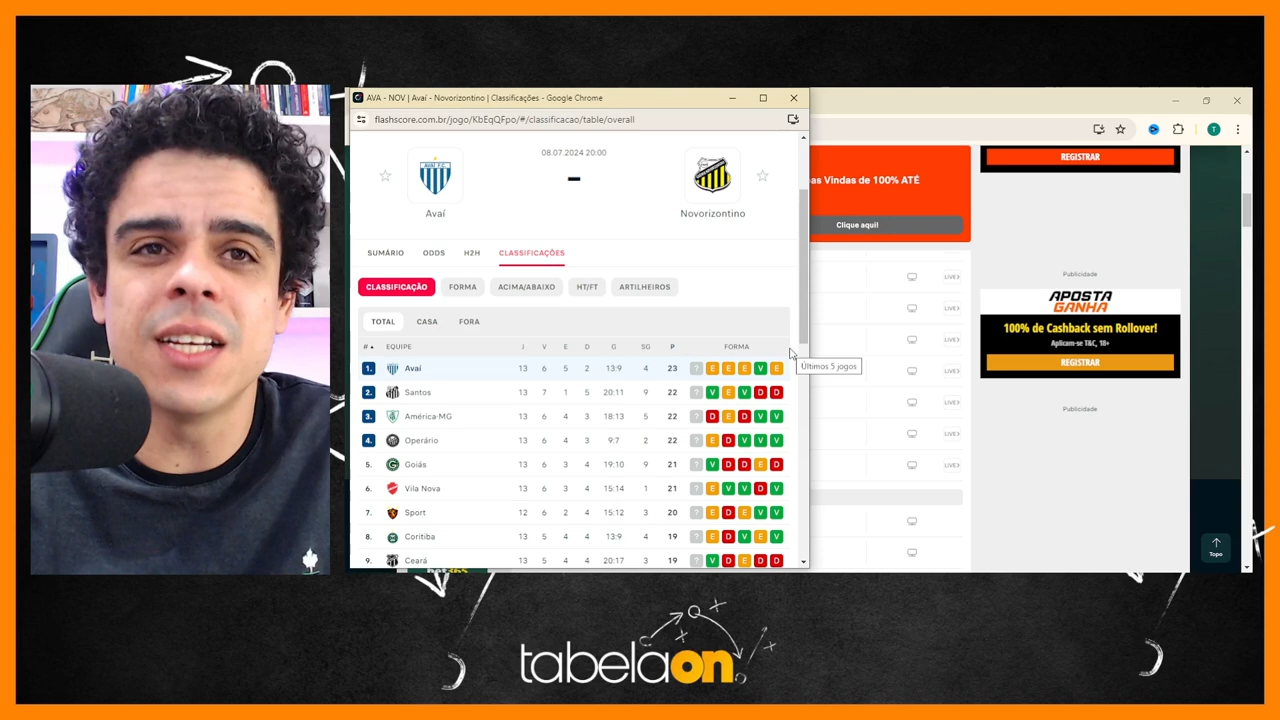 AVA - NOV | Avaí - Novorizontino | Classificações - Google Chrome
flashscore.com.br/jogo/KbEqQFpo/#/classificacao/table/overall
08.07.2024 20:00
-
Avaí
Novorizontino
SUMÁRIO ODDS H2H CLASSIFICAÇÕES
CLASSIFICAÇÃO FORMA ACIMA/ABAIXO HT/FT ARTILHEIROS
TOTAL CASA FORA
# EQUIPE J V E D G SG P FORMA
1. Avaí 13 6 5 2 13:9 4 23 ? E E E V E
2. Santos 13 7 1 5 20:11 9 22 ? V E V D D
3. América-MG 13 6 4 3 18:13 5 22 ? D E D V V
4. Operário 13 6 4 3 9:7 2 22 ? E D V V V
5. Goiás 13 6 3 4 19:10 9 21 ? V D D E D
6. Vila Nova 13 6 3 4 15:14 1 21 ? E V V D V
7. Sport 12 6 2 4 15:12 3 20 ? E D E V V
8. Coritiba 13 5 4 4 13:9 4 19 ? E D V E V
9. Ceará 13 5 4 4 20:17 3 19 ? V D E D D
Últimos 5 jogos
T
as Vindas de 100% ATÉ
Clique aqui!
LIVE
LIVE
LIVE
LIVE
LIVE
LIVE
LIVE
REGISTRAR
Publicidade
APOSTA
GANHA
100% de Cashback sem Rollover!
Aplicam-se T&C, 18+
REGISTRAR
Publicidade
Topo
tabelaon